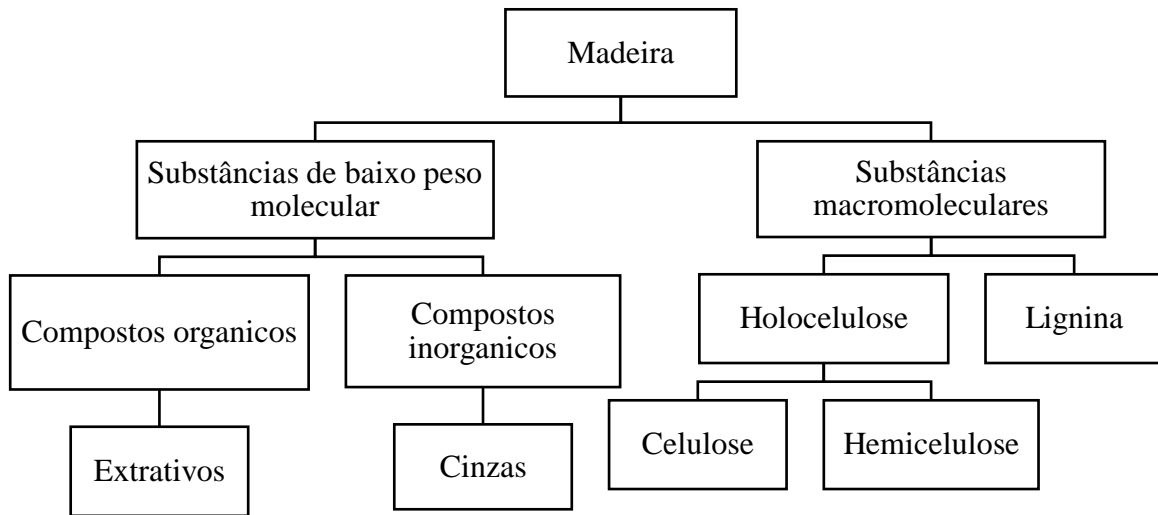 Madeira
Substâncias de baixo peso
molecular
Substâncias
macromoleculares
Compostos organicos
Compostos
inorganicos
Holocelulose
Lignina
Extrativos
Cinzas
Celulose
Hemicelulose